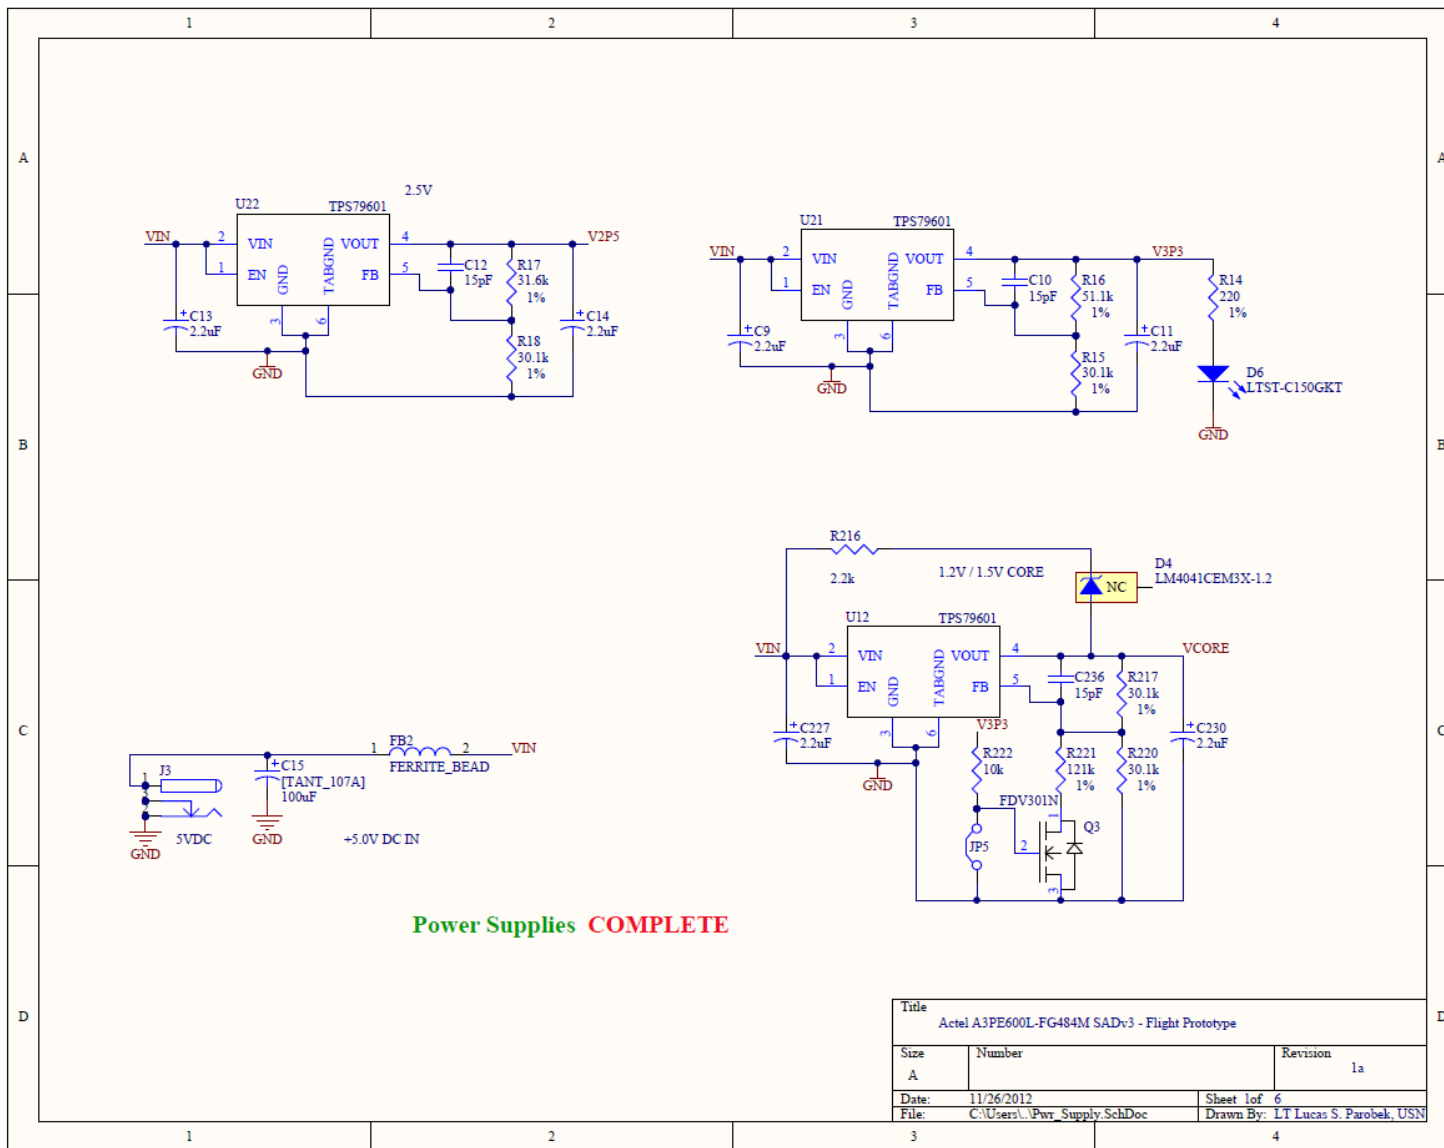 1 2 3 4
A A
2.5V
U22 TPS79601
VIN 2 VIN VOUT 4 V2P5
1 EN FB 5
GND TABGND
3 6
C12
15pF
R17
31.6k
1%
C13
2.2uF
C14
2.2uF
R18
30.1k
1%
GND
U21 TPS79601
VIN 2 VIN VOUT 4 V3P3
1 EN FB 5
GND TABGND
3 6
C10
15pF
R16
51.1k
1%
R14
220
1%
C9
2.2uF
C11
2.2uF
R15
30.1k
1%
GND
D6
LTST-C150GKT
GND
B B
R216
2.2k
1.2V / 1.5V CORE
D4
LM4041CEM3X-1.2
NC
U12 TPS79601
VIN 2 VIN VOUT 4 VCORE
1 EN FB 5
GND TABGND
3 6
C236
15pF
R217
30.1k
1%
C C
C227
2.2uF
V3P3
R222
10k
R221
121k
1%
R220
30.1k
1%
C230
2.2uF
GND
FDV301N
Q3
1
2
3
JP5
1 FB2 2 VIN
FERRITE_BEAD
J3
1
3
2
C15
[TANT_107A]
100uF
GND
5VDC
GND
+5.0V DC IN
Power Supplies COMPLETE
D D
Title
Actel A3PE600L-FG484M SADv3 - Flight Prototype
Size Number Revision
A 1a
Date: 11/26/2012 Sheet 1of 6
File: C:\Users\..\Pwr_Supply.SchDoc Drawn By: LT Lucas S. Parobek, USN
1 2 3 4